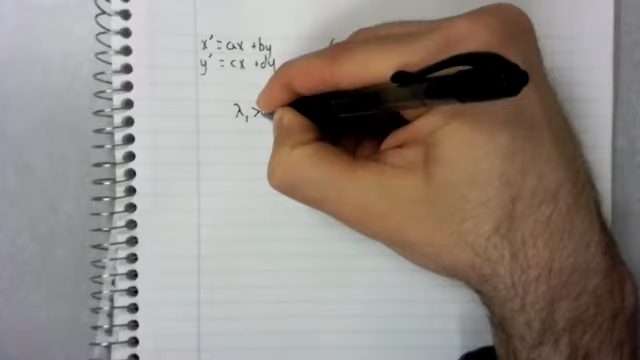 x' = ax + by (
y' = cx + dy
λ₁ >